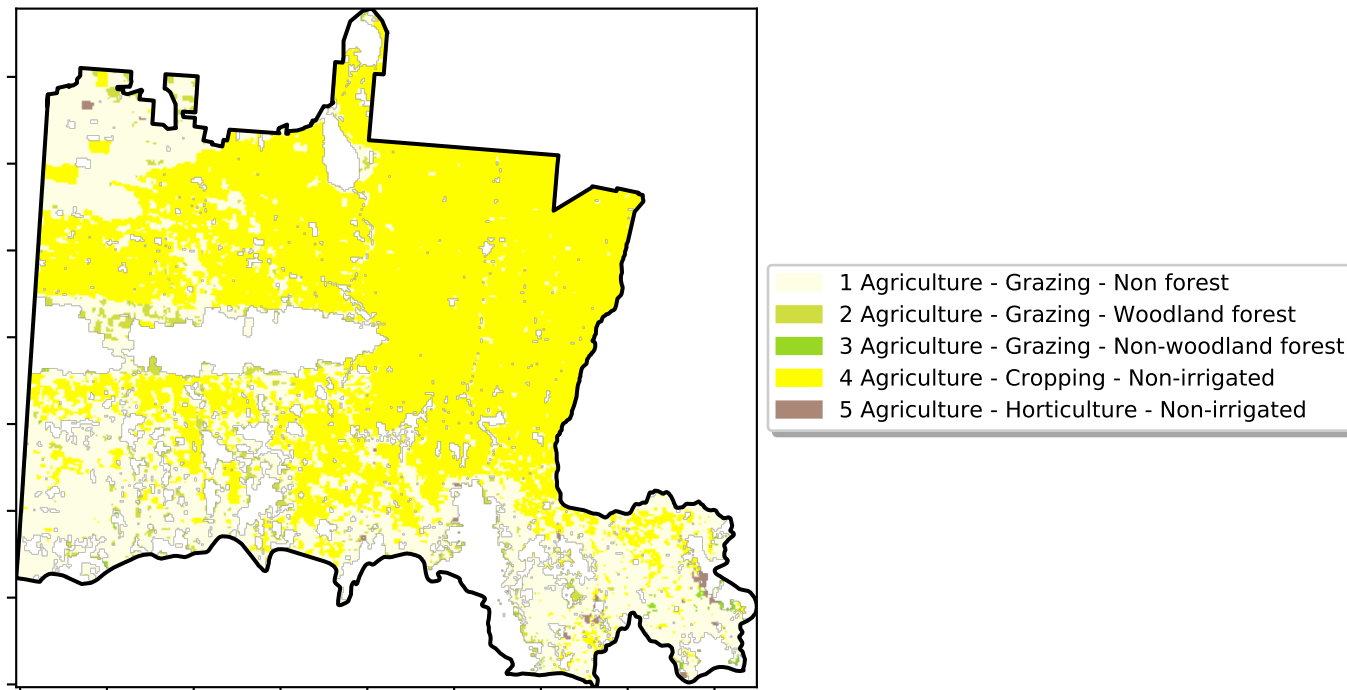 1 Agriculture - Grazing - Non forest
2 Agriculture - Grazing - Woodland forest
3 Agriculture - Grazing - Non-woodland forest
4 Agriculture - Cropping - Non-irrigated
5 Agriculture - Horticulture - Non-irrigated